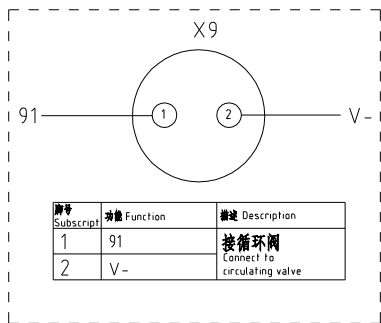 X9
91 1 2 V-
脚号 功能 Function 描述 Description
Subscript
1 91 接循环阀
Connect to
2 V- circulating valve